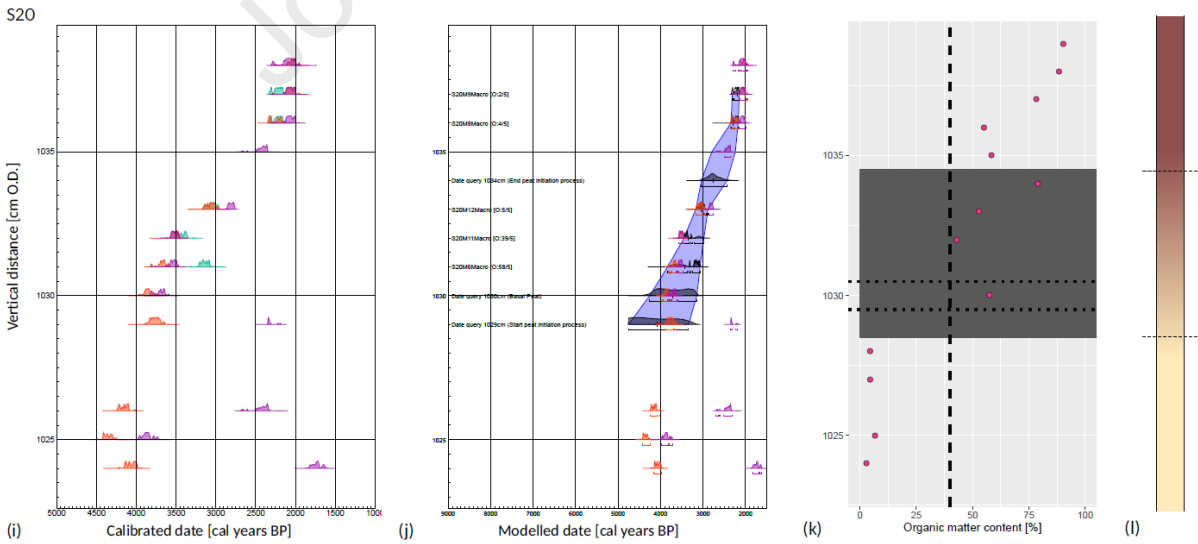 S20
Jo
Vertical distance [cm O.D.]
1035
1030
1025
5000 4500 4000 3500 3000 2500 2000 1500 1000
(i)
Calibrated date [cal years BP]
S20M9Macro [O:2/5]
S20M8Macro [O:4/5]
1035
Date query 1034cm (End peat initiation process)
S20M12Macro [O:5/5]
S20M11Macro [O:39/5]
S20M6Macro [O:58/5]
1030
Date query 1030cm (Basal Peat)
Date query 1029cm (Start peat initiation process)
1025
9000 8000 7000 6000 5000 4000 3000 2000
(j)
Modelled date [cal years BP]
1035
1030
1025
0 25 50 75 100
(k)
Organic matter content [%]
(l)